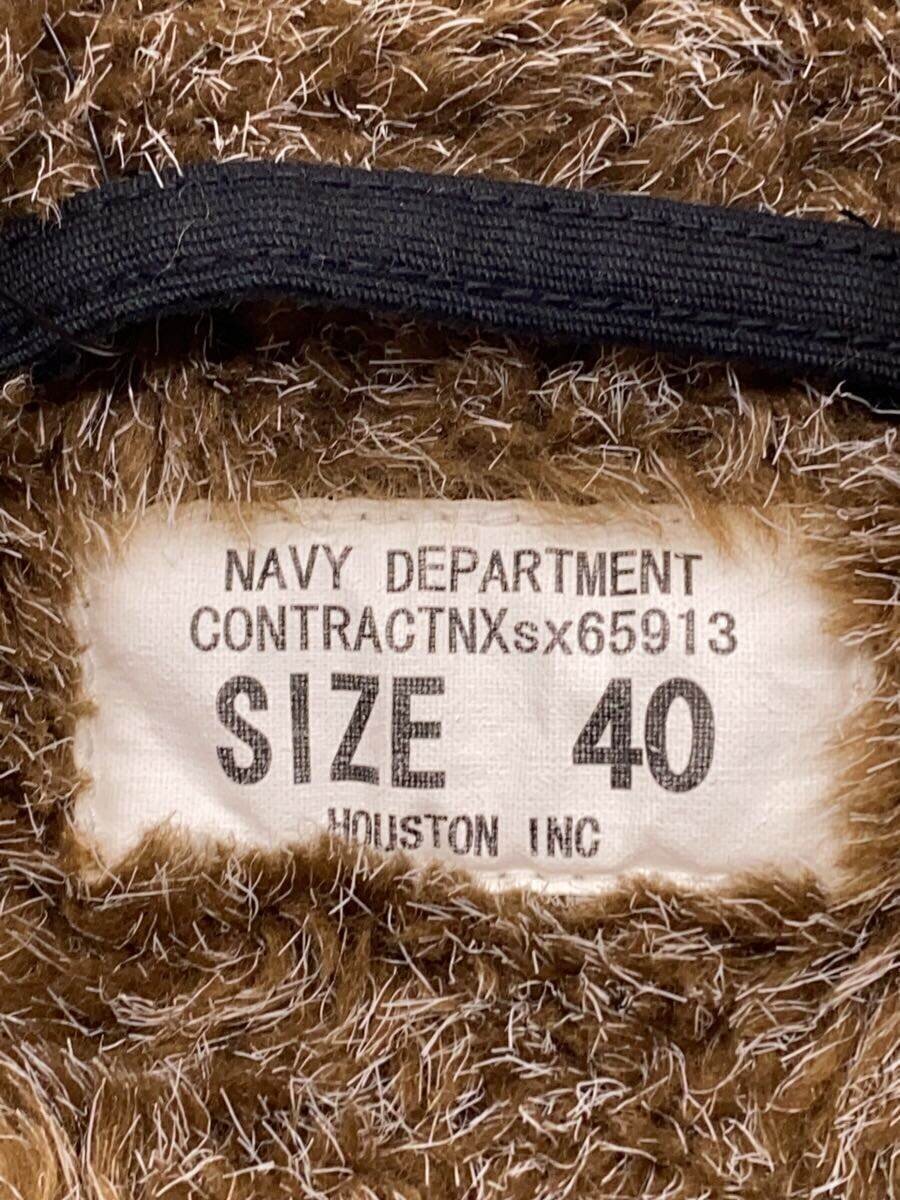 NAVY DEPARTMENT
CONTRACTNXsx65913
SIZE 40
HOUSTON INC